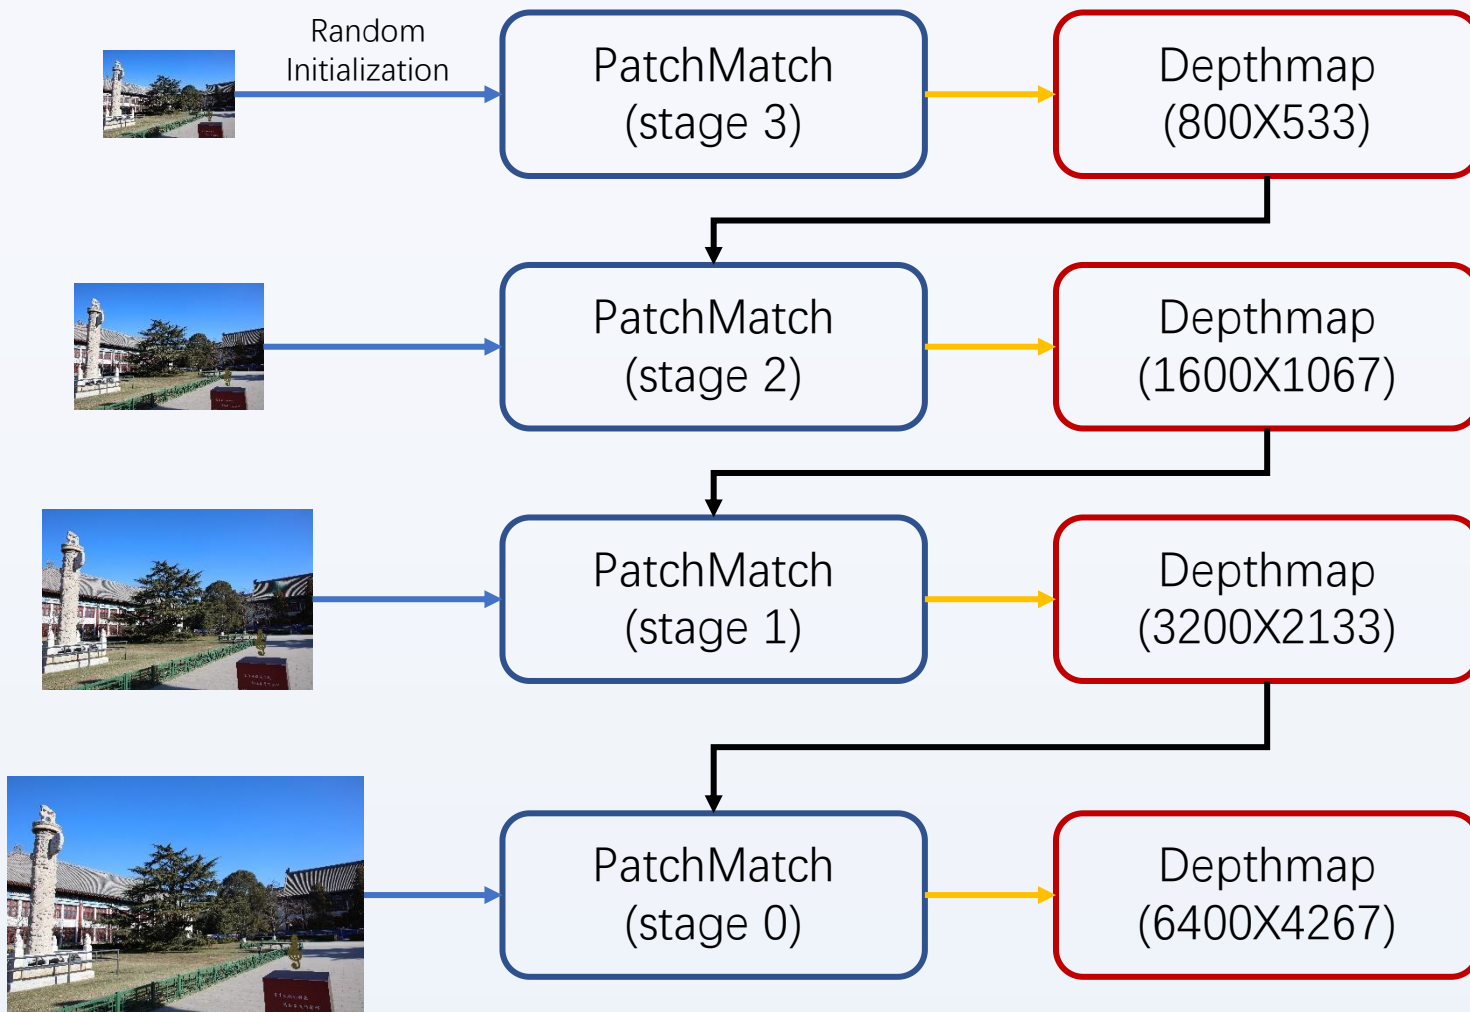 Random
Initialization
PatchMatch
(stage 3)
Depthmap
(800X533)
PatchMatch
(stage 2)
Depthmap
(1600X1067)
PatchMatch
(stage 1)
Depthmap
(3200X2133)
PatchMatch
(stage 0)
Depthmap
(6400X4267)